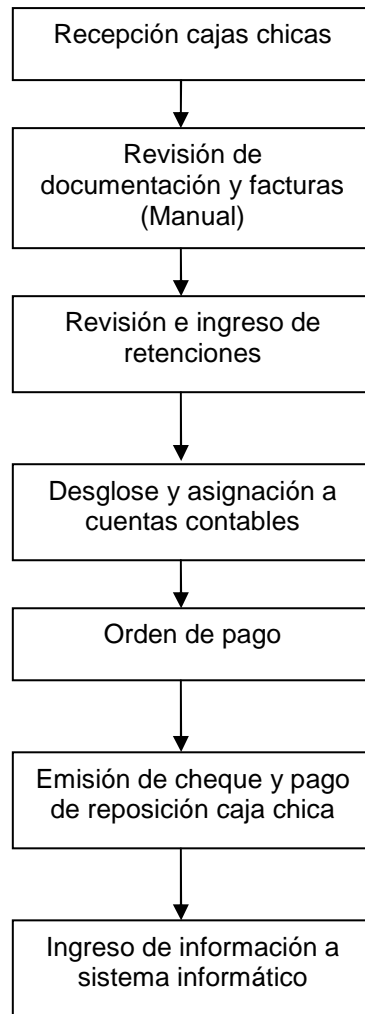 Recepción cajas chicas
Revisión de
documentación y facturas
(Manual)
Revisión e ingreso de
retenciones
Desglose y asignación a
cuentas contables
Orden de pago
Emisión de cheque y pago
de reposición caja chica
Ingreso de información a
sistema informático